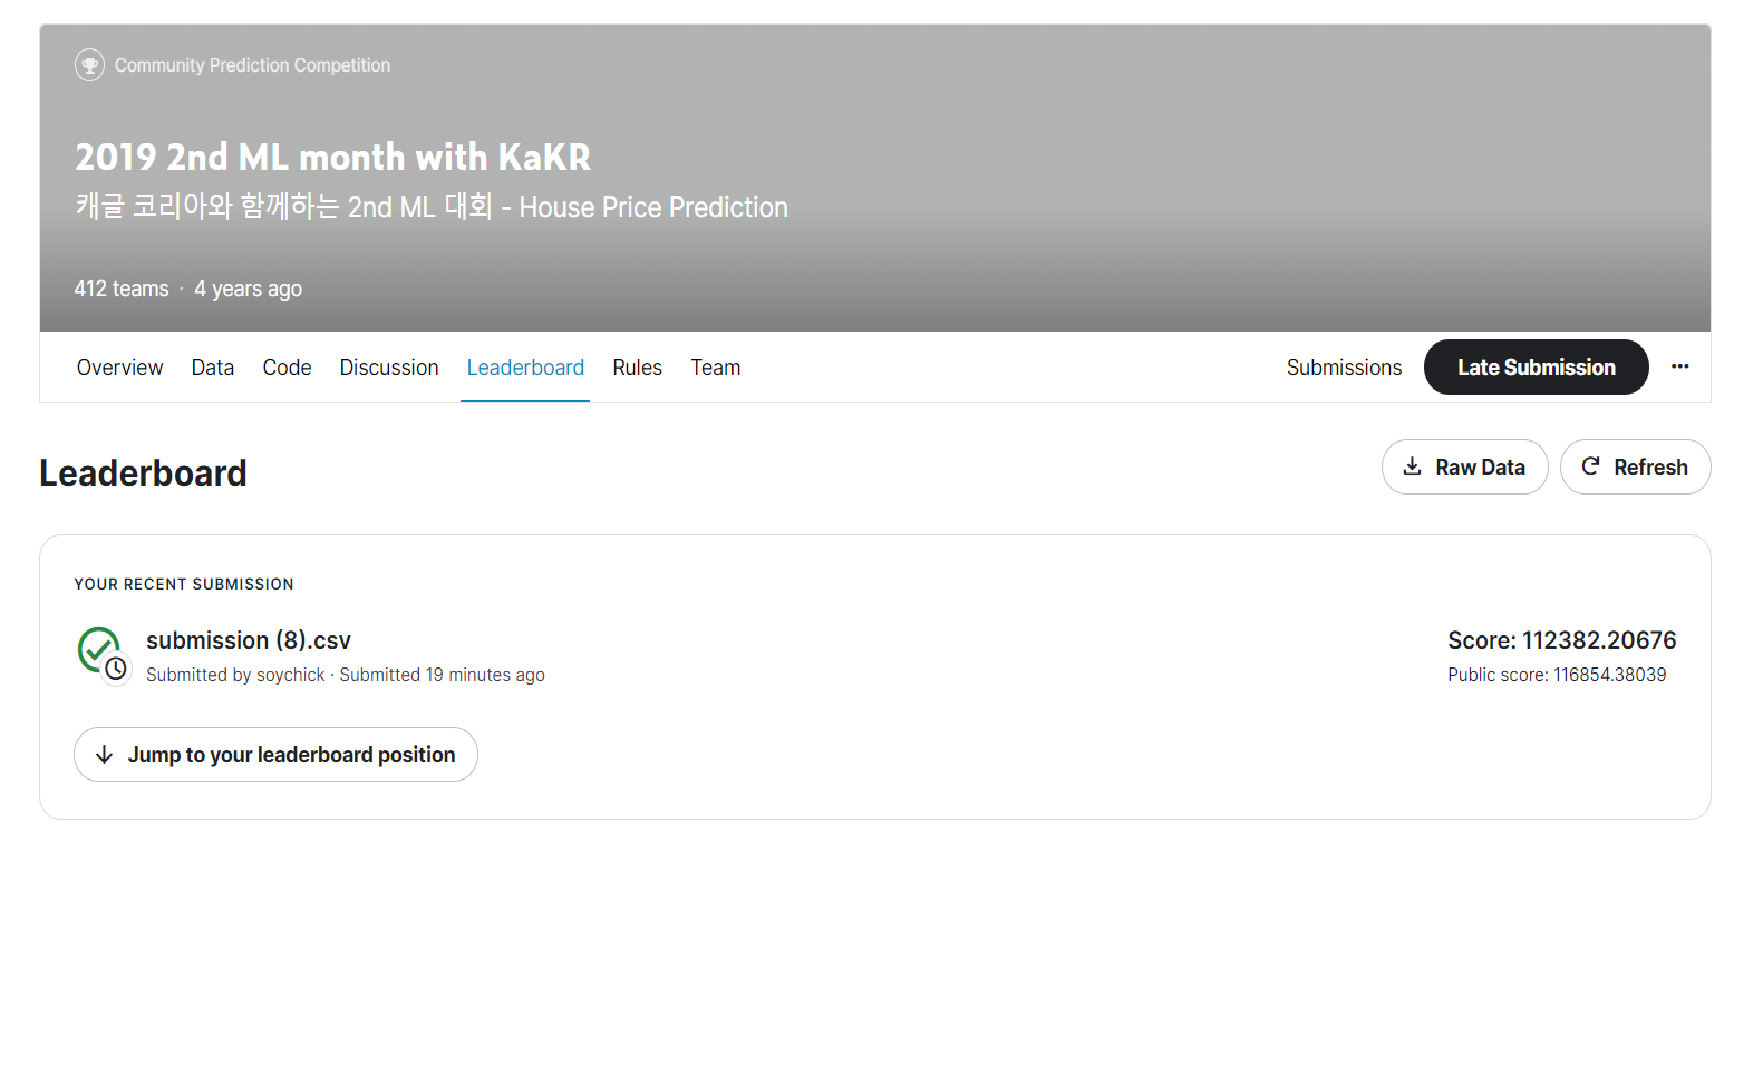 Community Prediction Competition
2019 2nd ML month with KaKR
캐글 코리아와 함께하는 2nd ML 대회 - House Price Prediction
412 teams · 4 years ago
Overview Data Code Discussion Leaderboard Rules Team Submissions Late Submission ···
Leaderboard Raw Data Refresh
YOUR RECENT SUBMISSION
submission (8).csv Score: 112382.20676
Submitted by soychick · Submitted 19 minutes ago Public score: 116854.38039
Jump to your leaderboard position